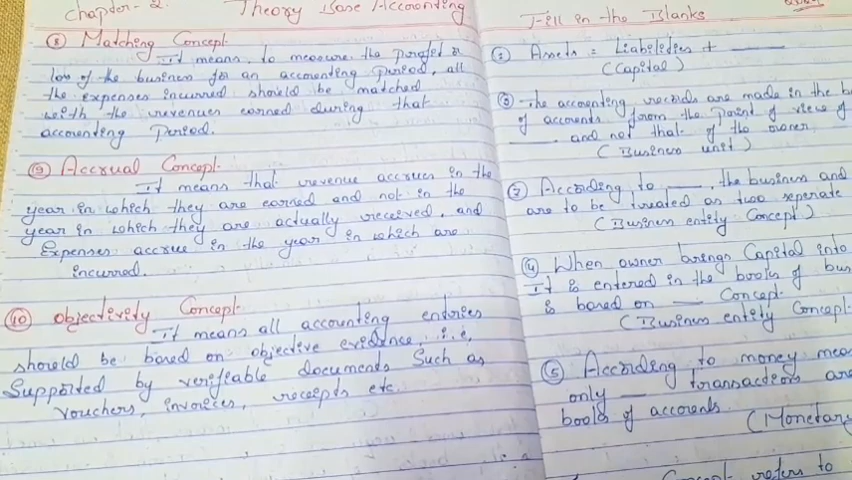 Chapter- 2. Theory Base Accounting
⑧ Matching Concept
It means, to measure the profit or
loss of the business for an accounting Period, all
the expenses incurred should be matched
with the revenues earned during that
accounting Period.
⑨ Accrual Concept
It means that revenue accrues in the
year in which they are earned and not in the
year in which they are actually received, and
Expenses accrue in the year in which are
incurred.
⑩ Objectivity Concept
It means all accounting entries
should be based on objective evidence, i.e,
Supported by verifiable documents Such as
vouchers, invoices, receipts etc.
Fill in the Blanks
① Assets = Liabilities + ____
(Capital)
② The accounting records are made in the b
of accounts from the point of view of
____ and not that of the owner
(Business unit)
③ According to ____, the business and
are to be treated as two seperate
(Business entity Concept)
④ When owner brings Capital into
It is entered in the books of bus
is based on ____ Concept.
(Business entity Concept
⑤ According to money mea
only ____ transactions are
books of accounts.
(Monetary
Concept refers to